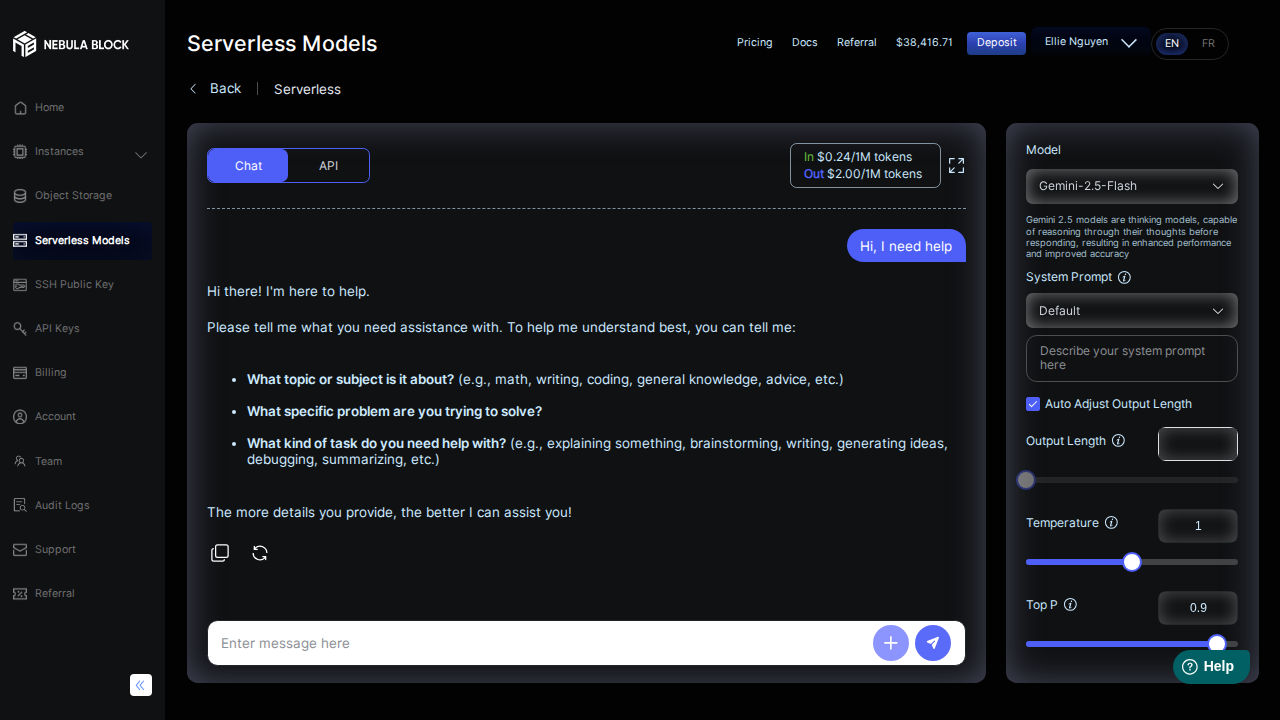 NEBULA BLOCK
Home
Instances
Object Storage
Serverless Models
SSH Public Key
API Keys
Billing
Account
Team
Audit Logs
Support
Referral
Serverless Models
Pricing
Docs
Referral
$38,416.71
Deposit
Ellie Nguyen
EN
FR
Back
Serverless
Chat
API
In $0.24/1M tokens
Out $2.00/1M tokens
Hi, I need help
Hi there! I'm here to help.
Please tell me what you need assistance with. To help me understand best, you can tell me:
• What topic or subject is it about? (e.g., math, writing, coding, general knowledge, advice, etc.)
• What specific problem are you trying to solve?
• What kind of task do you need help with? (e.g., explaining something, brainstorming, writing, generating ideas,
debugging, summarizing, etc.)
The more details you provide, the better I can assist you!
Enter message here
Model
Gemini-2.5-Flash
Gemini 2.5 models are thinking models, capable
of reasoning through their thoughts before
responding, resulting in enhanced performance
and improved accuracy
System Prompt
Default
Describe your system prompt
here
Auto Adjust Output Length
Output Length
Temperature
1
Top P
0.9
Help